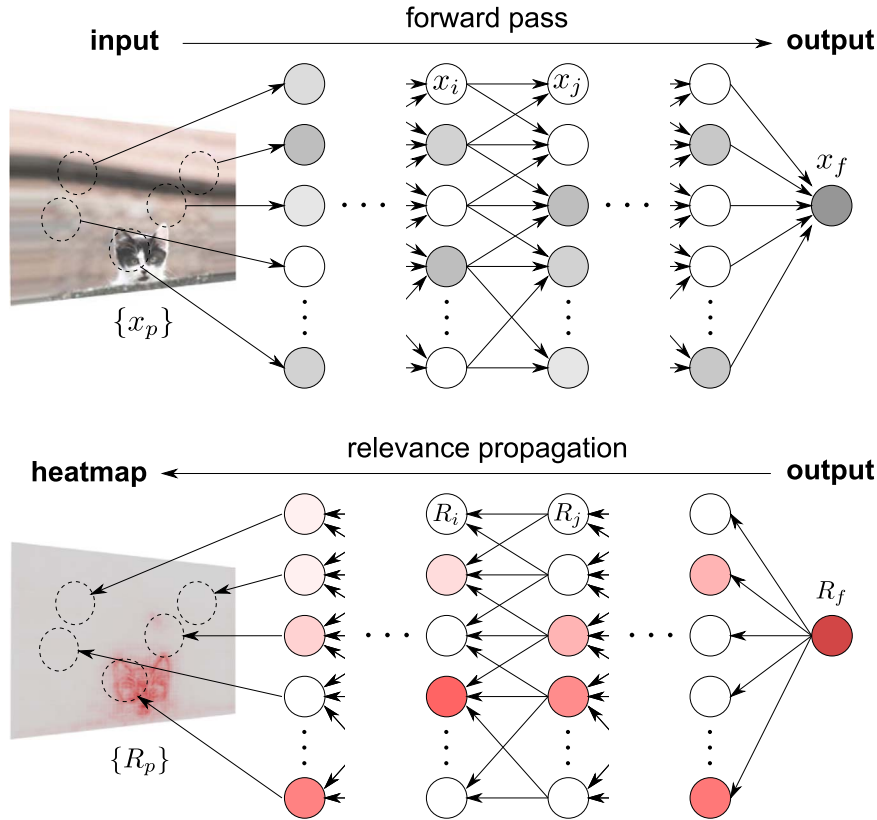 forward pass
input
output
x_i
x_j
x_f
{x_p}
relevance propagation
heatmap
output
R_i
R_j
R_f
{R_p}